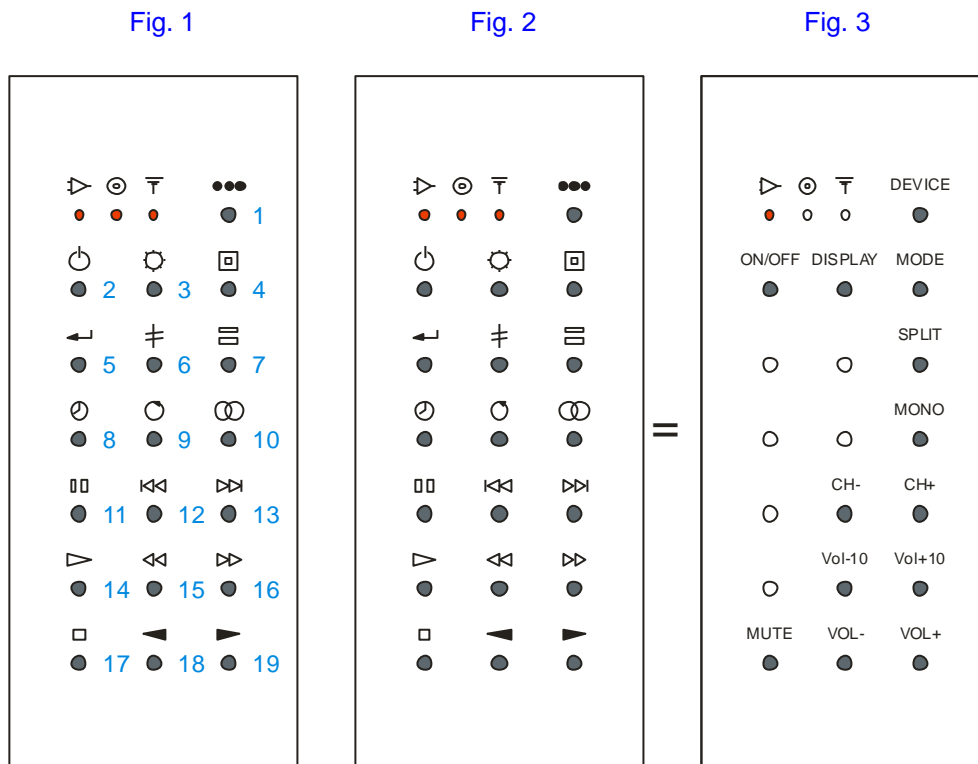 Fig. 1 Fig. 2 Fig. 3
DEVICE
1
ON/OFF DISPLAY MODE
2 3 4
SPLIT
5 6 7
MONO
8 9 10
=
CH- CH+
11 12 13
Vol-10 Vol+10
14 15 16
MUTE VOL- VOL+
17 18 19